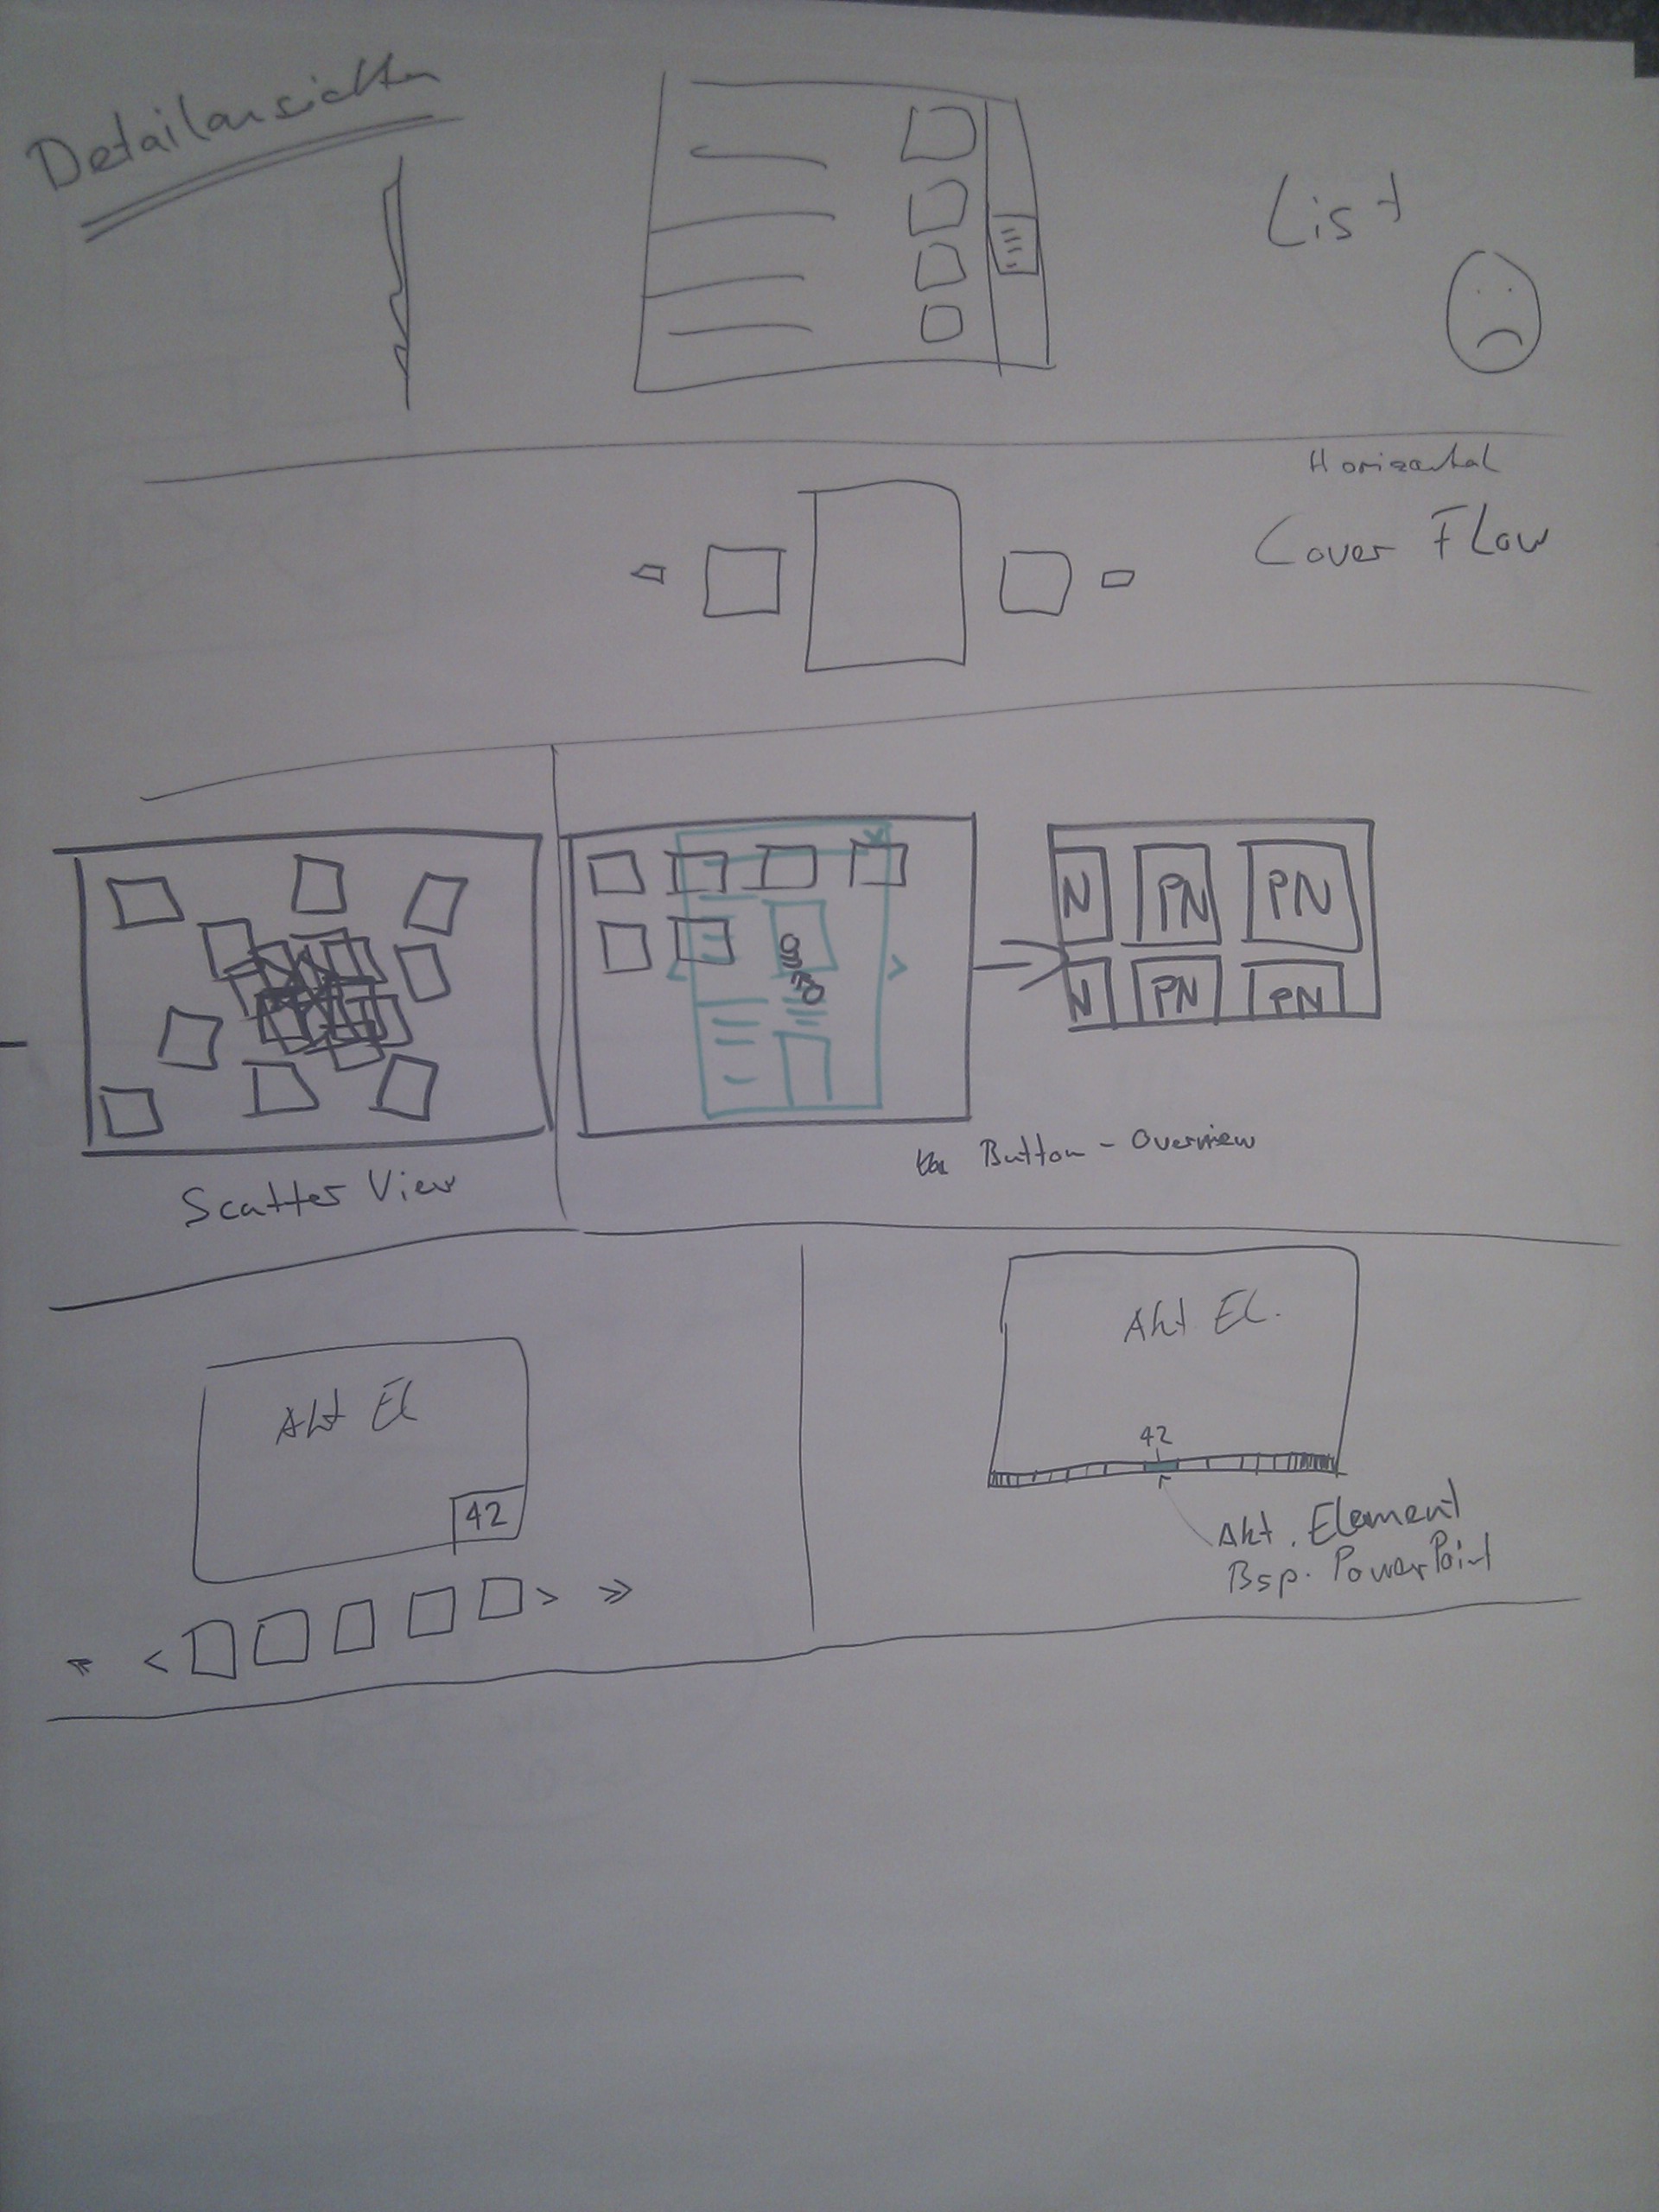 Detailansichten
List
Horizontal
Cover Flow
N PN PN
N PN PN
Button - Overview
Scatter View
Akt El
42
< > >>
Akt El.
42
Akt. Element
Bsp. PowerPoint